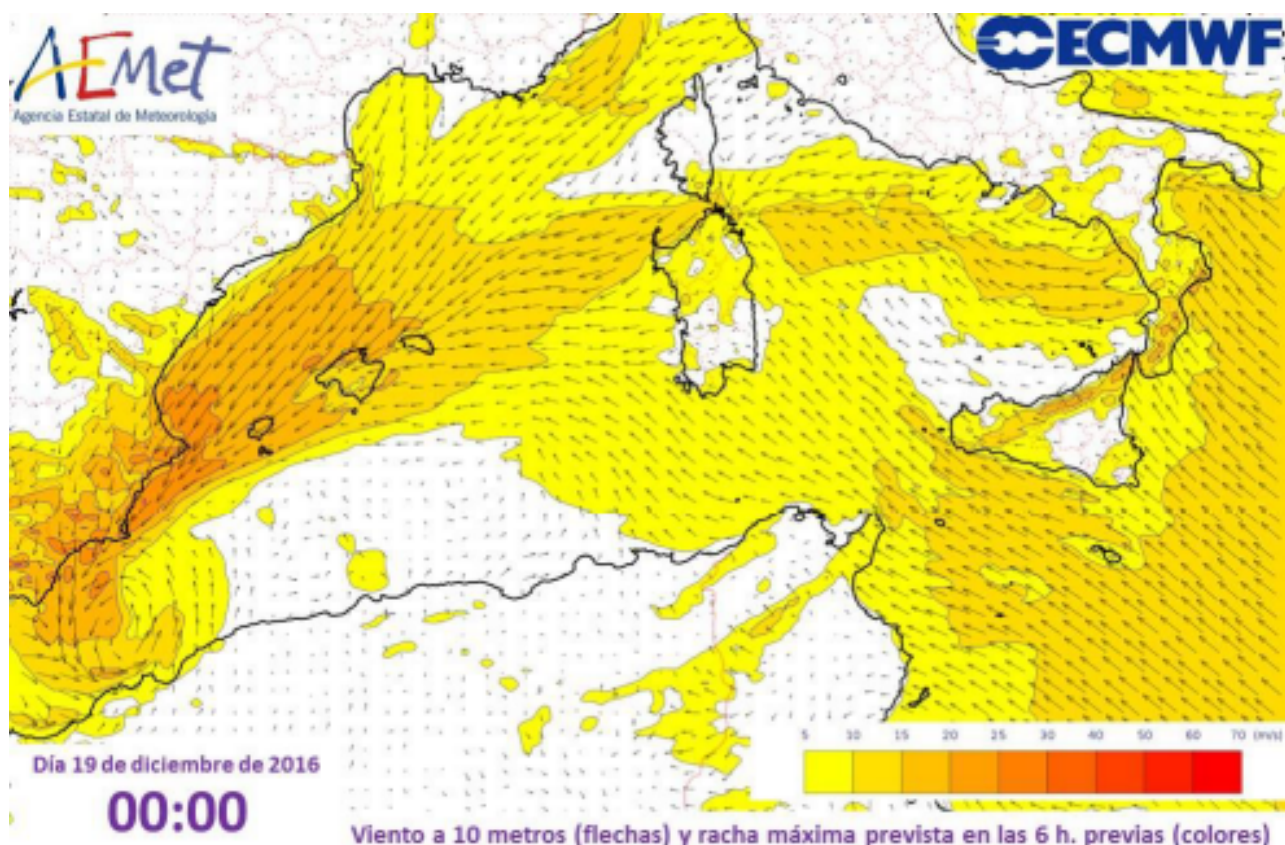 AEMet
Agencia Estatal de Meteorología
ECMWF
5 10 15 20 25 30 40 50 60 70 (m/s)
Día 19 de diciembre de 2016
00:00
Viento a 10 metros (flechas) y racha máxima prevista en las 6 h. previas (colores)